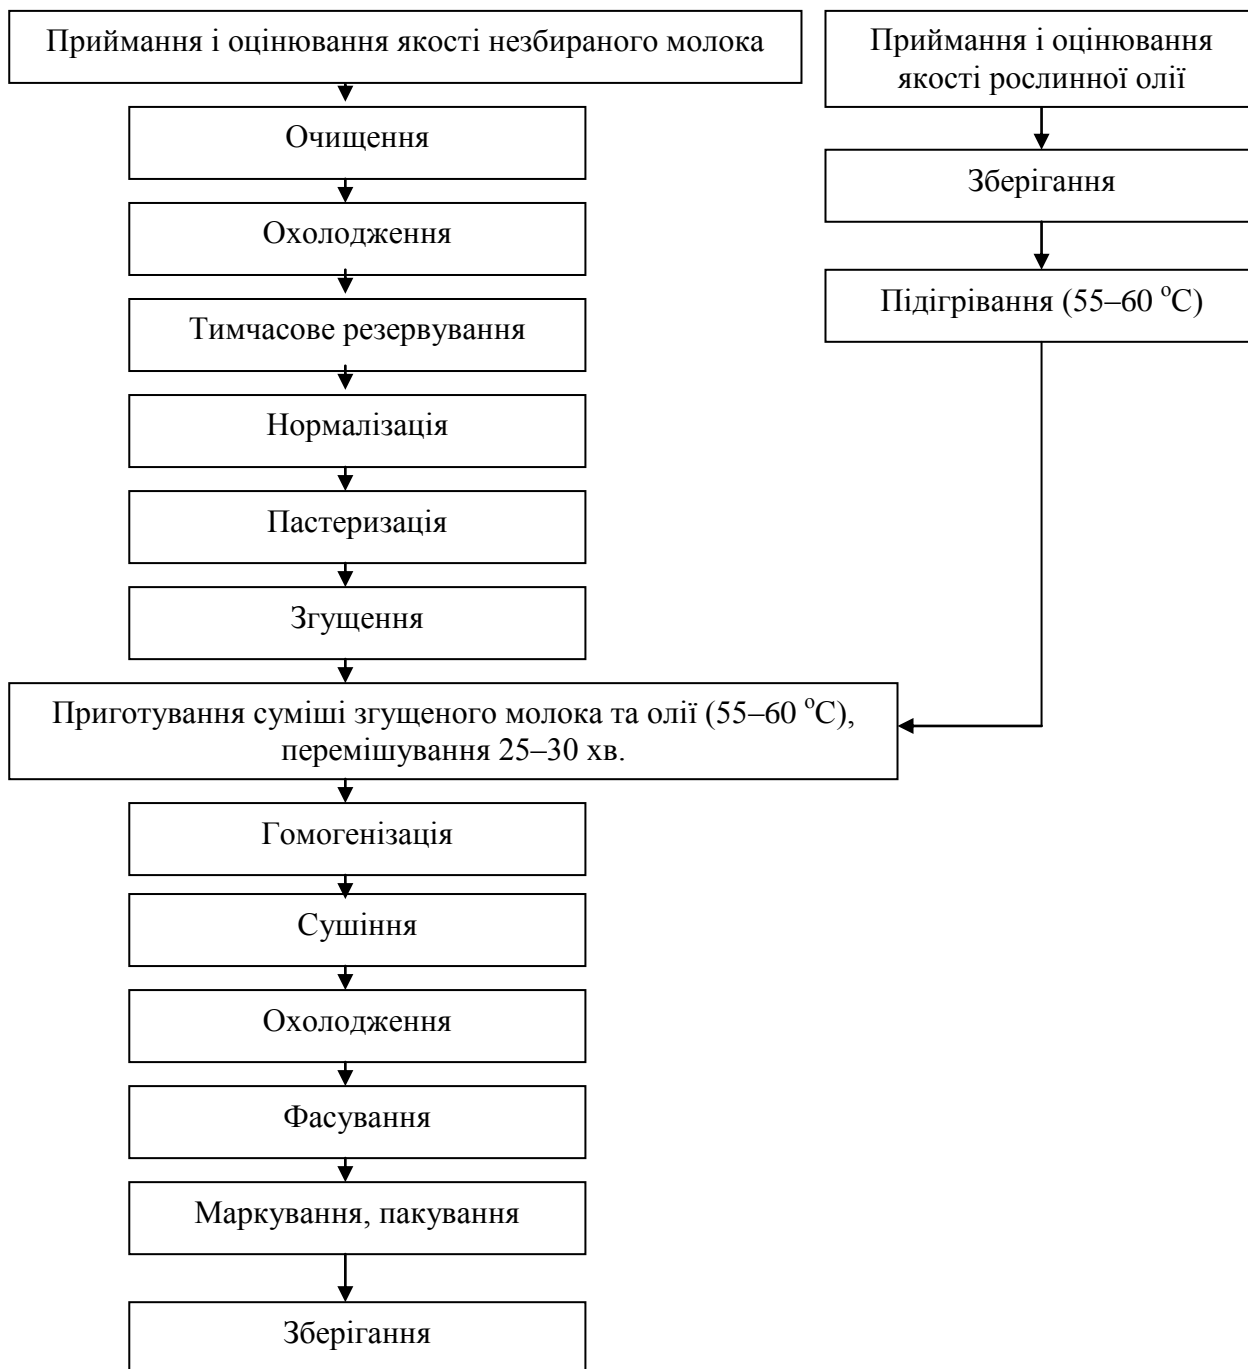 Приймання і оцінювання якості незбираного молока
Очищення
Охолодження
Тимчасове резервування
Нормалізація
Пастеризація
Згущення
Приймання і оцінювання
якості рослинної олії
Зберігання
Підігрівання (55–60 °С)
Приготування суміші згущеного молока та олії (55–60 °С),
перемішування 25–30 хв.
Гомогенізація
Сушіння
Охолодження
Фасування
Маркування, пакування
Зберігання